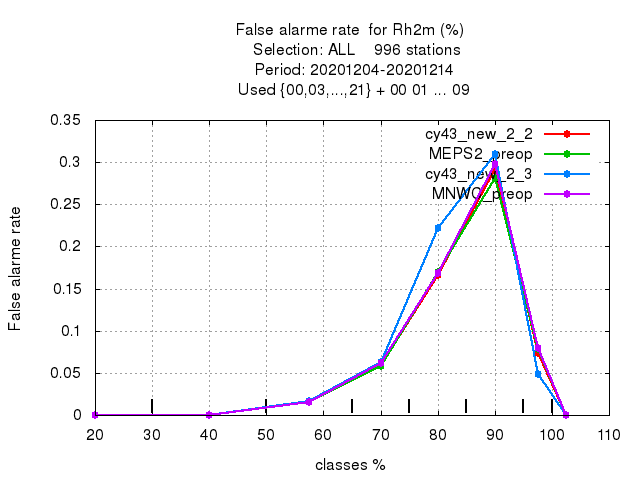 False alarme rate  for Rh2m (%)
Selection: ALL    996 stations
Period: 20201204-20201214
Used {00,03,...,21} + 00 01 ... 09
0.35
0.3
0.25
0.2
0.15
0.1
0.05
0
False alarme rate
cy43_new_2_2
MEPS2_preop
cy43_new_2_3
MNWC_preop
20 30 40 50 60 70 80 90 100 110
classes %